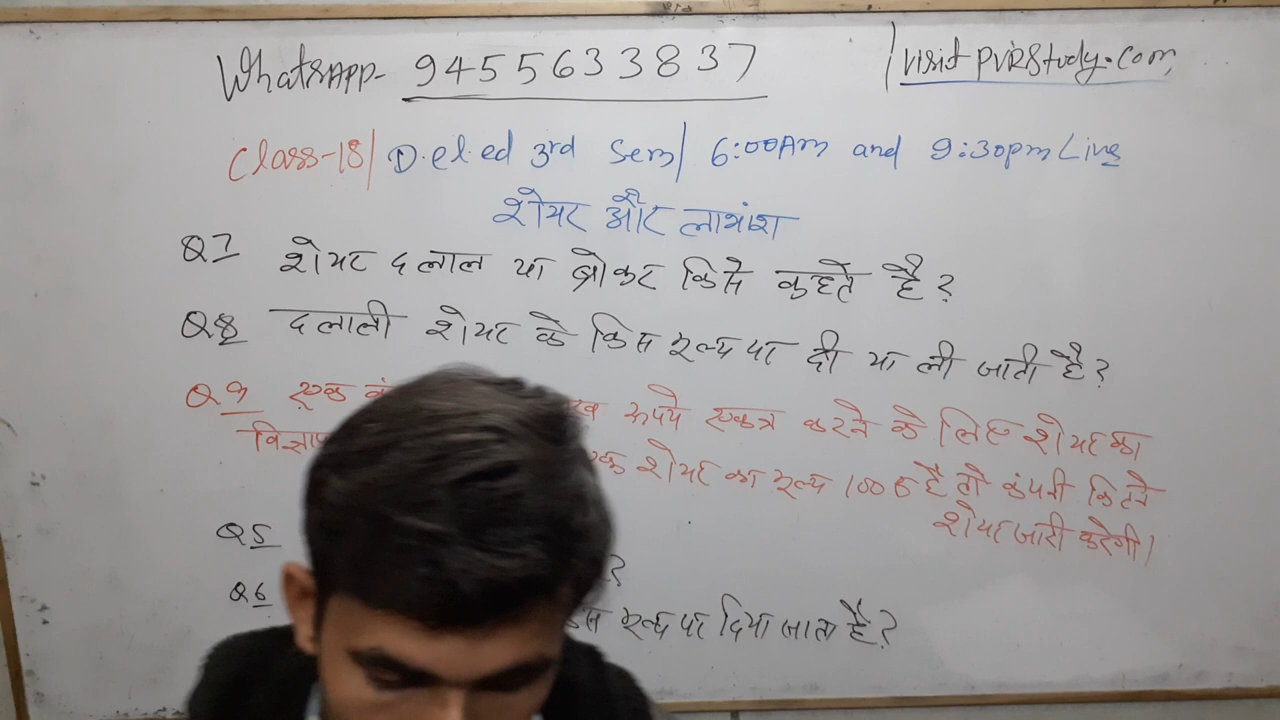 WhatsAPP- 9455633837
visit PVRStudy.com
Class-18/ D.el.ed 3rd Sem/ 6:00Am and 9:30pm Live
शेयर और लाभांश
Q7 शेयर दलाल या ब्रोकर किसे कहते है?
Q8 दलाली शेयर के किस मूल्य पर दी या ली जाती है?
Q9 एक रूपये एकत्र करने के लिए शेयर का
शेयर का मूल्य 100 है तो कंपनी कितने
शेयर जारी करेगी।
Q5 ?
Q6 मूल्य पर दिया जाता है?